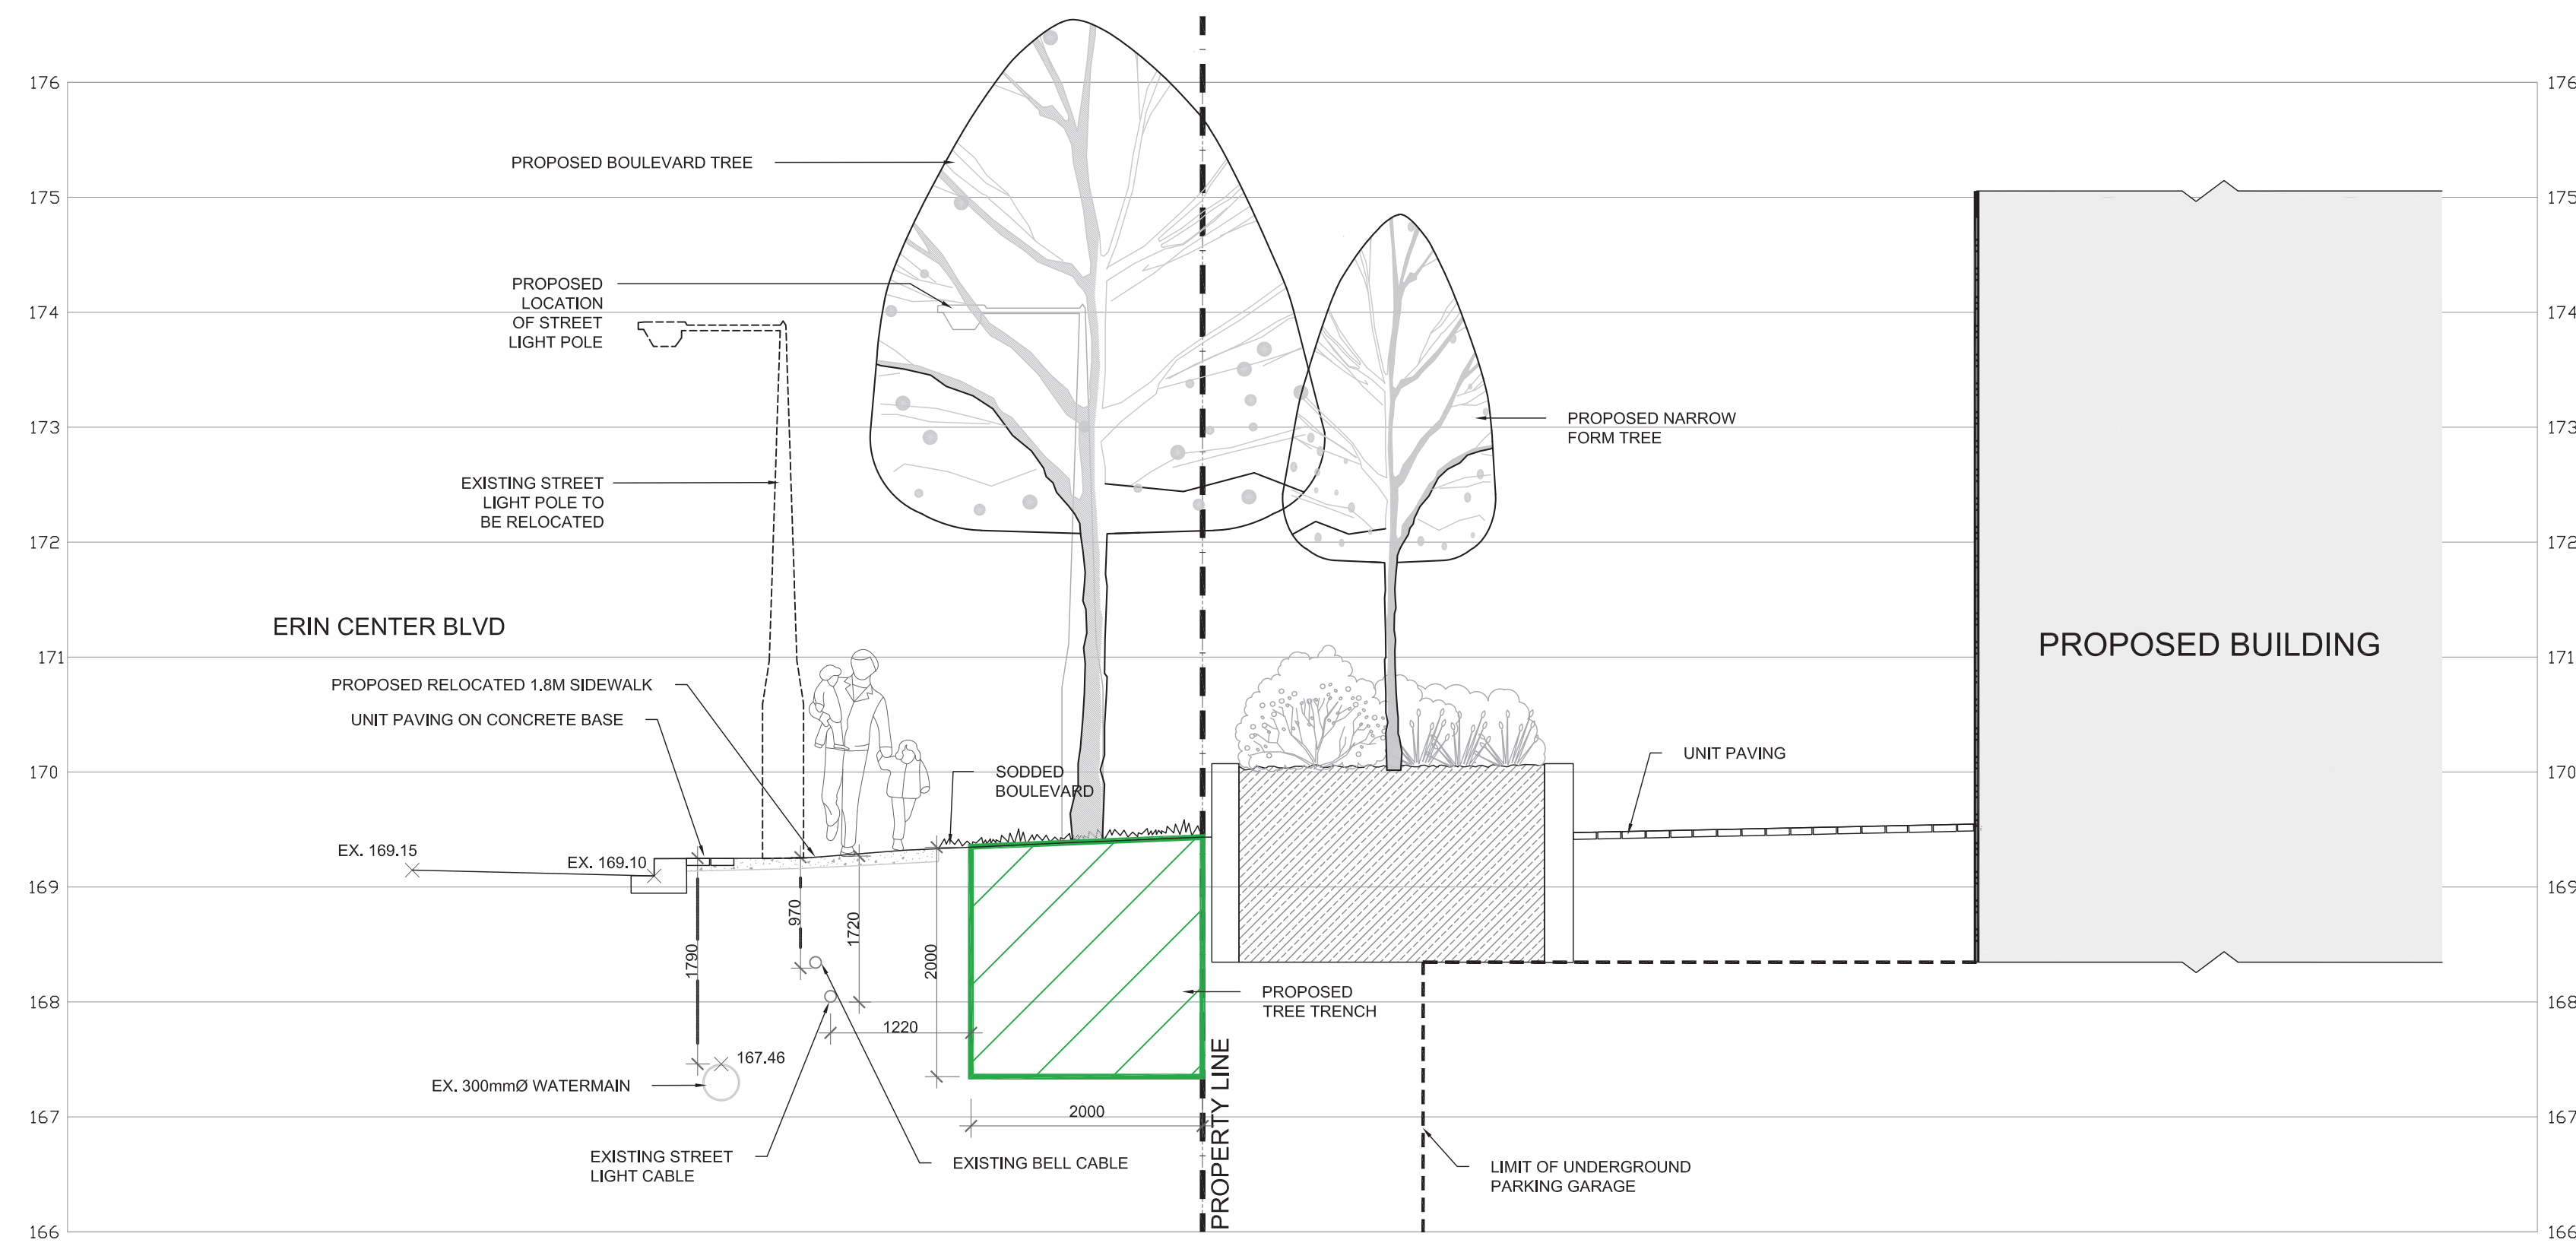 176
176
PROPOSED BOULEVARD TREE
175
175
PROPOSED
LOCATION
OF STREET
LIGHT POLE
174
174
PROPOSED NARROW
FORM TREE
173
173
EXISTING STREET
LIGHT POLE TO
BE RELOCATED
172
172
ERIN CENTER BLVD
PROPOSED BUILDING
171
171
PROPOSED RELOCATED 1.8M SIDEWALK
UNIT PAVING ON CONCRETE BASE
UNIT PAVING
170
170
SODDED
BOULEVARD
EX. 169.15
EX. 169.10
169
169
970
1720
1790
2000
PROPOSED
TREE TRENCH
168
168
1220
167.46
EX. 300mmØ WATERMAIN
2000
167
167
PROPERTY LINE
EXISTING STREET
LIGHT CABLE
EXISTING BELL CABLE
LIMIT OF UNDERGROUND
PARKING GARAGE
166
166